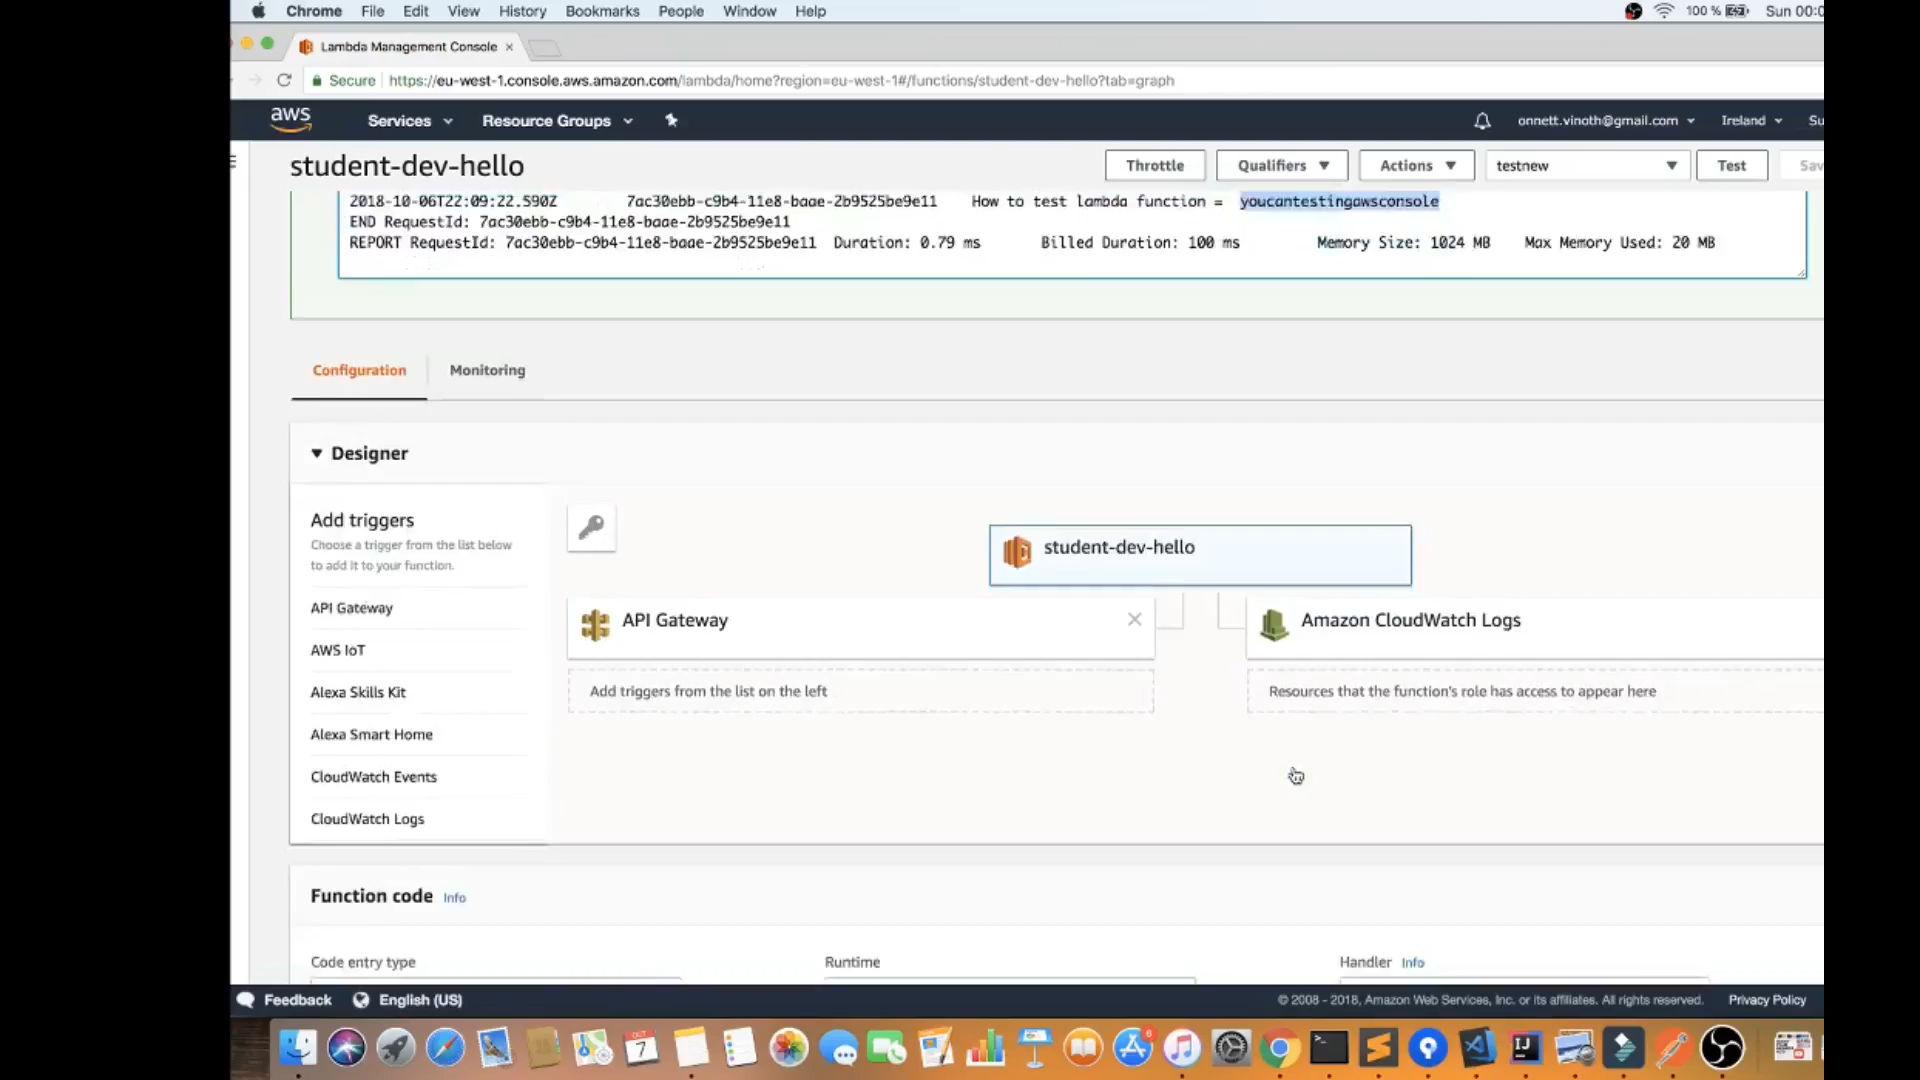 Chrome File Edit View History Bookmarks People Window Help 100 % Sun 00:0
Lambda Management Console
Secure https://eu-west-1.console.aws.amazon.com/lambda/home?region=eu-west-1#/functions/student-dev-hello?tab=graph
aws Services Resource Groups onnett.vinoth@gmail.com Ireland Su
student-dev-hello Throttle Qualifiers Actions testnew Test Sav
2018-10-06T22:09:22.590Z 7ac30ebb-c9b4-11e8-baae-2b9525be9e11 How to test lambda function = youcantestingawsconsole
END RequestId: 7ac30ebb-c9b4-11e8-baae-2b9525be9e11
REPORT RequestId: 7ac30ebb-c9b4-11e8-baae-2b9525be9e11 Duration: 0.79 ms Billed Duration: 100 ms Memory Size: 1024 MB Max Memory Used: 20 MB
Configuration Monitoring
Designer
Add triggers
Choose a trigger from the list below
to add it to your function.
API Gateway
AWS IoT
Alexa Skills Kit
Alexa Smart Home
CloudWatch Events
CloudWatch Logs
student-dev-hello
API Gateway
Add triggers from the list on the left
Amazon CloudWatch Logs
Resources that the function's role has access to appear here
Function code Info
Code entry type Runtime Handler Info
Feedback English (US) © 2008 - 2018, Amazon Web Services, Inc. or its affiliates. All rights reserved. Privacy Policy
OCT
7
IJ